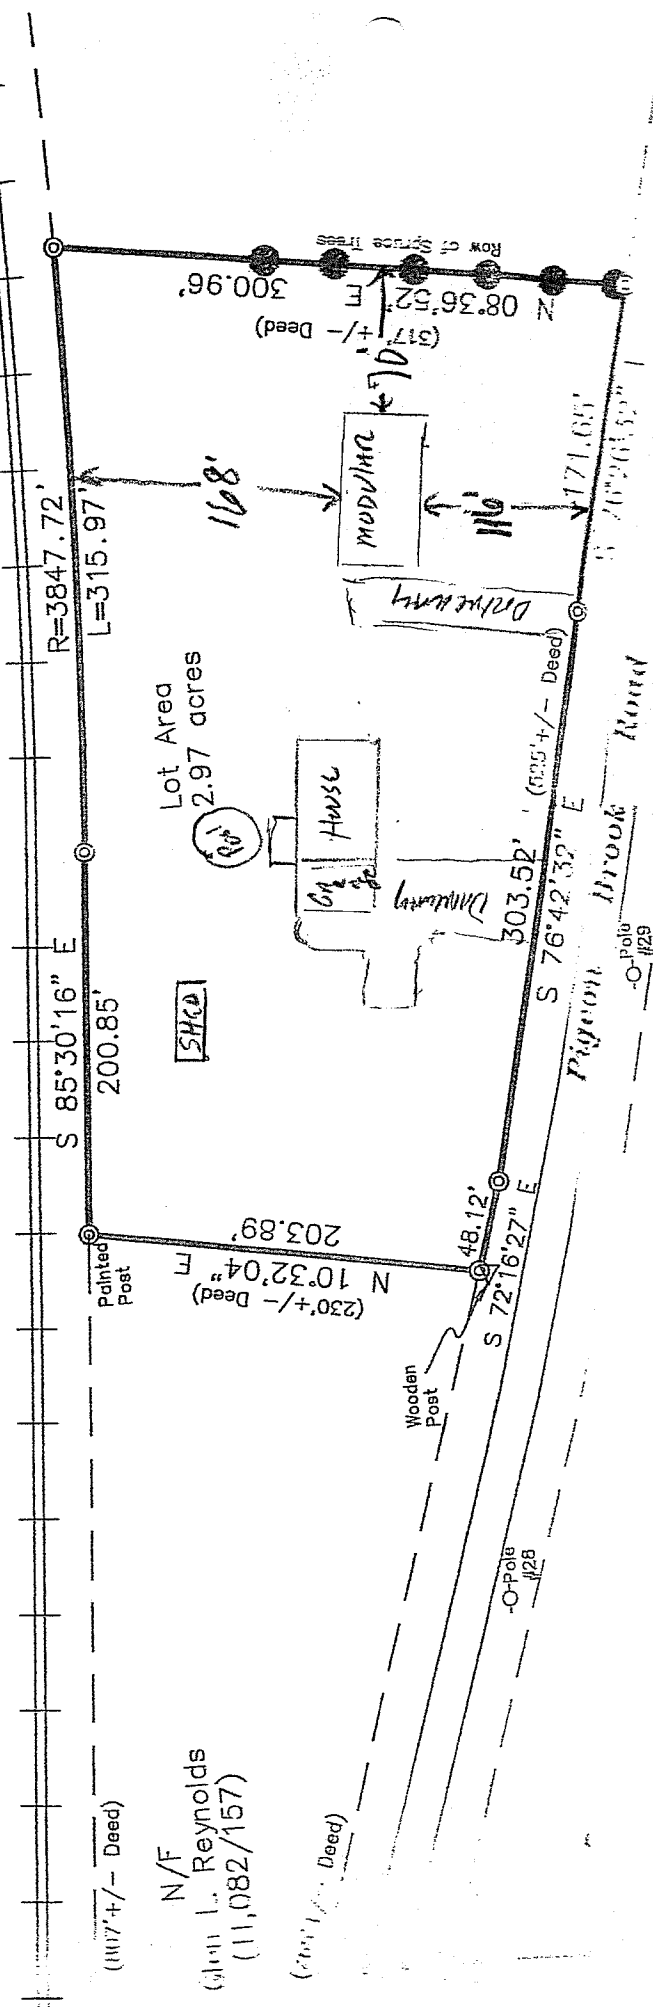 R=3847.72'
L=315.97'
S 85°30'16" E
200.85'
Painted
Post
Lot Area
2.97 acres
168'
MODULAR
70'
116'
Driveway
House
Driveway
SHED
N 08°36'52" E
300.96'
(317'+/- Deed)
Row of Spruce Trees
171.65'
(525'+/- Deed)
303.52'
S 76°42'32" E
N 10°32'04" E
203.89'
(230'+/- Deed)
48.12'
S 72°16'27" E
Wooden
Post
Pigeon Brook Road
Pole
#29
Pole
#28
N/F
L. Reynolds
(11,082/157)
+/- Deed)
+/- Deed)